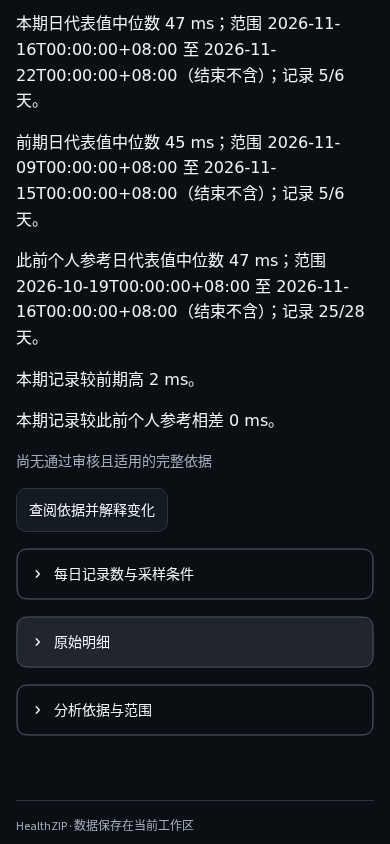 本期日代表值中位数 47 ms；范围 2026-11-
16T00:00:00+08:00 至 2026-11-
22T00:00:00+08:00（结束不含）；记录 5/6
天。
前期日代表值中位数 45 ms；范围 2026-11-
09T00:00:00+08:00 至 2026-11-
15T00:00:00+08:00（结束不含）；记录 5/6
天。
此前个人参考日代表值中位数 47 ms；范围
2026-10-19T00:00:00+08:00 至 2026-11-
16T00:00:00+08:00（结束不含）；记录 25/28
天。
本期记录较前期高 2 ms。
本期记录较此前个人参考相差 0 ms。
尚无通过审核且适用的完整依据
查阅依据并解释变化
每日记录数与采样条件
原始明细
分析依据与范围
HealthZIP · 数据保存在当前工作区